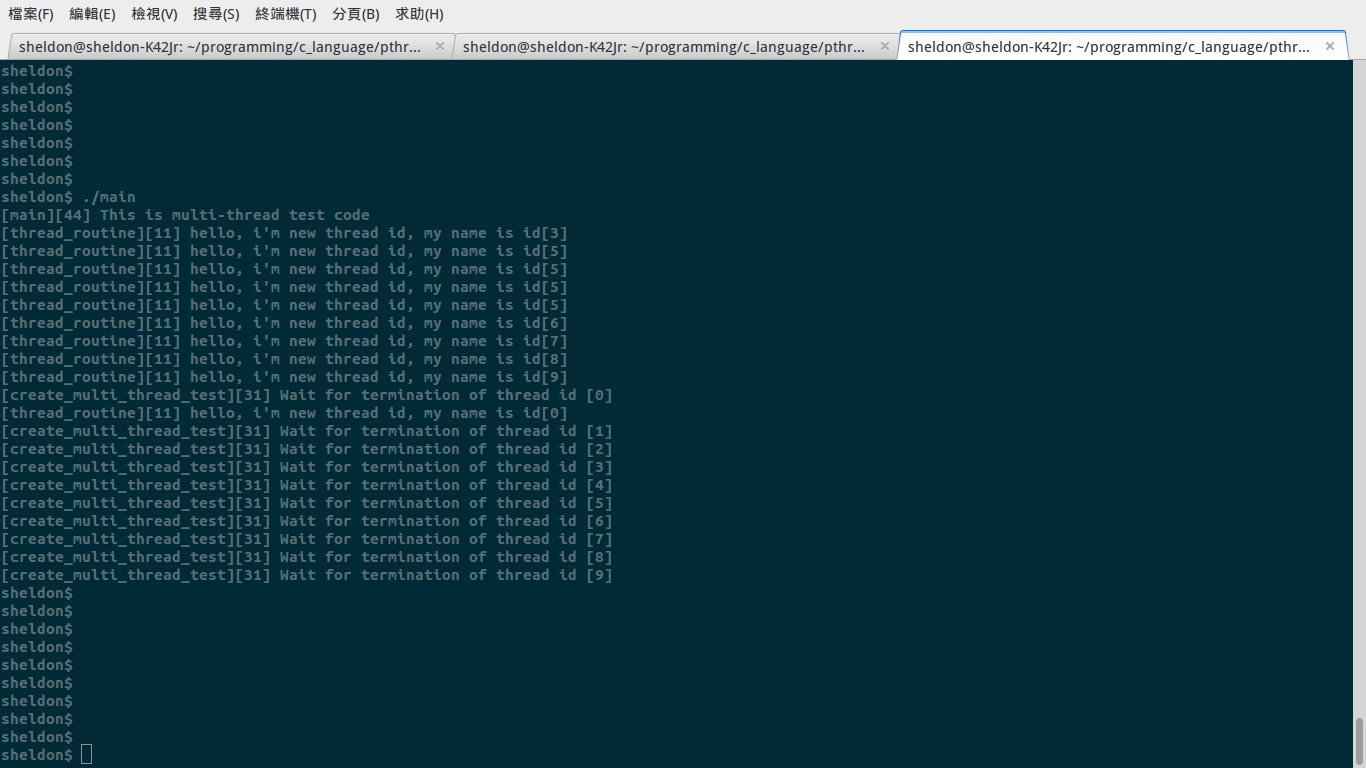 檔案(F) 編輯(E) 檢視(V) 搜尋(S) 終端機(T) 分頁(B) 求助(H)
sheldon@sheldon-K42Jr: ~/programming/c_language/pthr... × sheldon@sheldon-K42Jr: ~/programming/c_language/pthr... × sheldon@sheldon-K42Jr: ~/programming/c_language/pthr... ×
sheldon$
sheldon$
sheldon$
sheldon$
sheldon$
sheldon$
sheldon$
sheldon$ ./main
[main][44] This is multi-thread test code
[thread_routine][11] hello, i'm new thread id, my name is id[3]
[thread_routine][11] hello, i'm new thread id, my name is id[5]
[thread_routine][11] hello, i'm new thread id, my name is id[5]
[thread_routine][11] hello, i'm new thread id, my name is id[5]
[thread_routine][11] hello, i'm new thread id, my name is id[5]
[thread_routine][11] hello, i'm new thread id, my name is id[6]
[thread_routine][11] hello, i'm new thread id, my name is id[7]
[thread_routine][11] hello, i'm new thread id, my name is id[8]
[thread_routine][11] hello, i'm new thread id, my name is id[9]
[create_multi_thread_test][31] Wait for termination of thread id [0]
[thread_routine][11] hello, i'm new thread id, my name is id[0]
[create_multi_thread_test][31] Wait for termination of thread id [1]
[create_multi_thread_test][31] Wait for termination of thread id [2]
[create_multi_thread_test][31] Wait for termination of thread id [3]
[create_multi_thread_test][31] Wait for termination of thread id [4]
[create_multi_thread_test][31] Wait for termination of thread id [5]
[create_multi_thread_test][31] Wait for termination of thread id [6]
[create_multi_thread_test][31] Wait for termination of thread id [7]
[create_multi_thread_test][31] Wait for termination of thread id [8]
[create_multi_thread_test][31] Wait for termination of thread id [9]
sheldon$
sheldon$
sheldon$
sheldon$
sheldon$
sheldon$
sheldon$
sheldon$
sheldon$
sheldon$